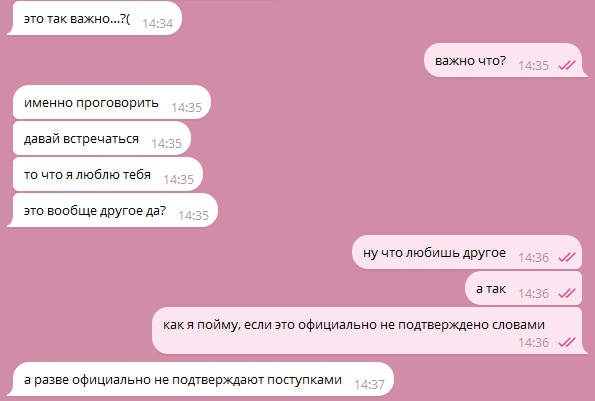 это так важно...?( 14:34
важно что? 14:35
именно проговорить 14:35
давай встречаться 14:35
то что я люблю тебя 14:35
это вообще другое да? 14:35
ну что любишь другое 14:36
а так 14:36
как я пойму, если это официально не подтверждено словами
14:36
а разве официально не подтверждают поступками 14:37